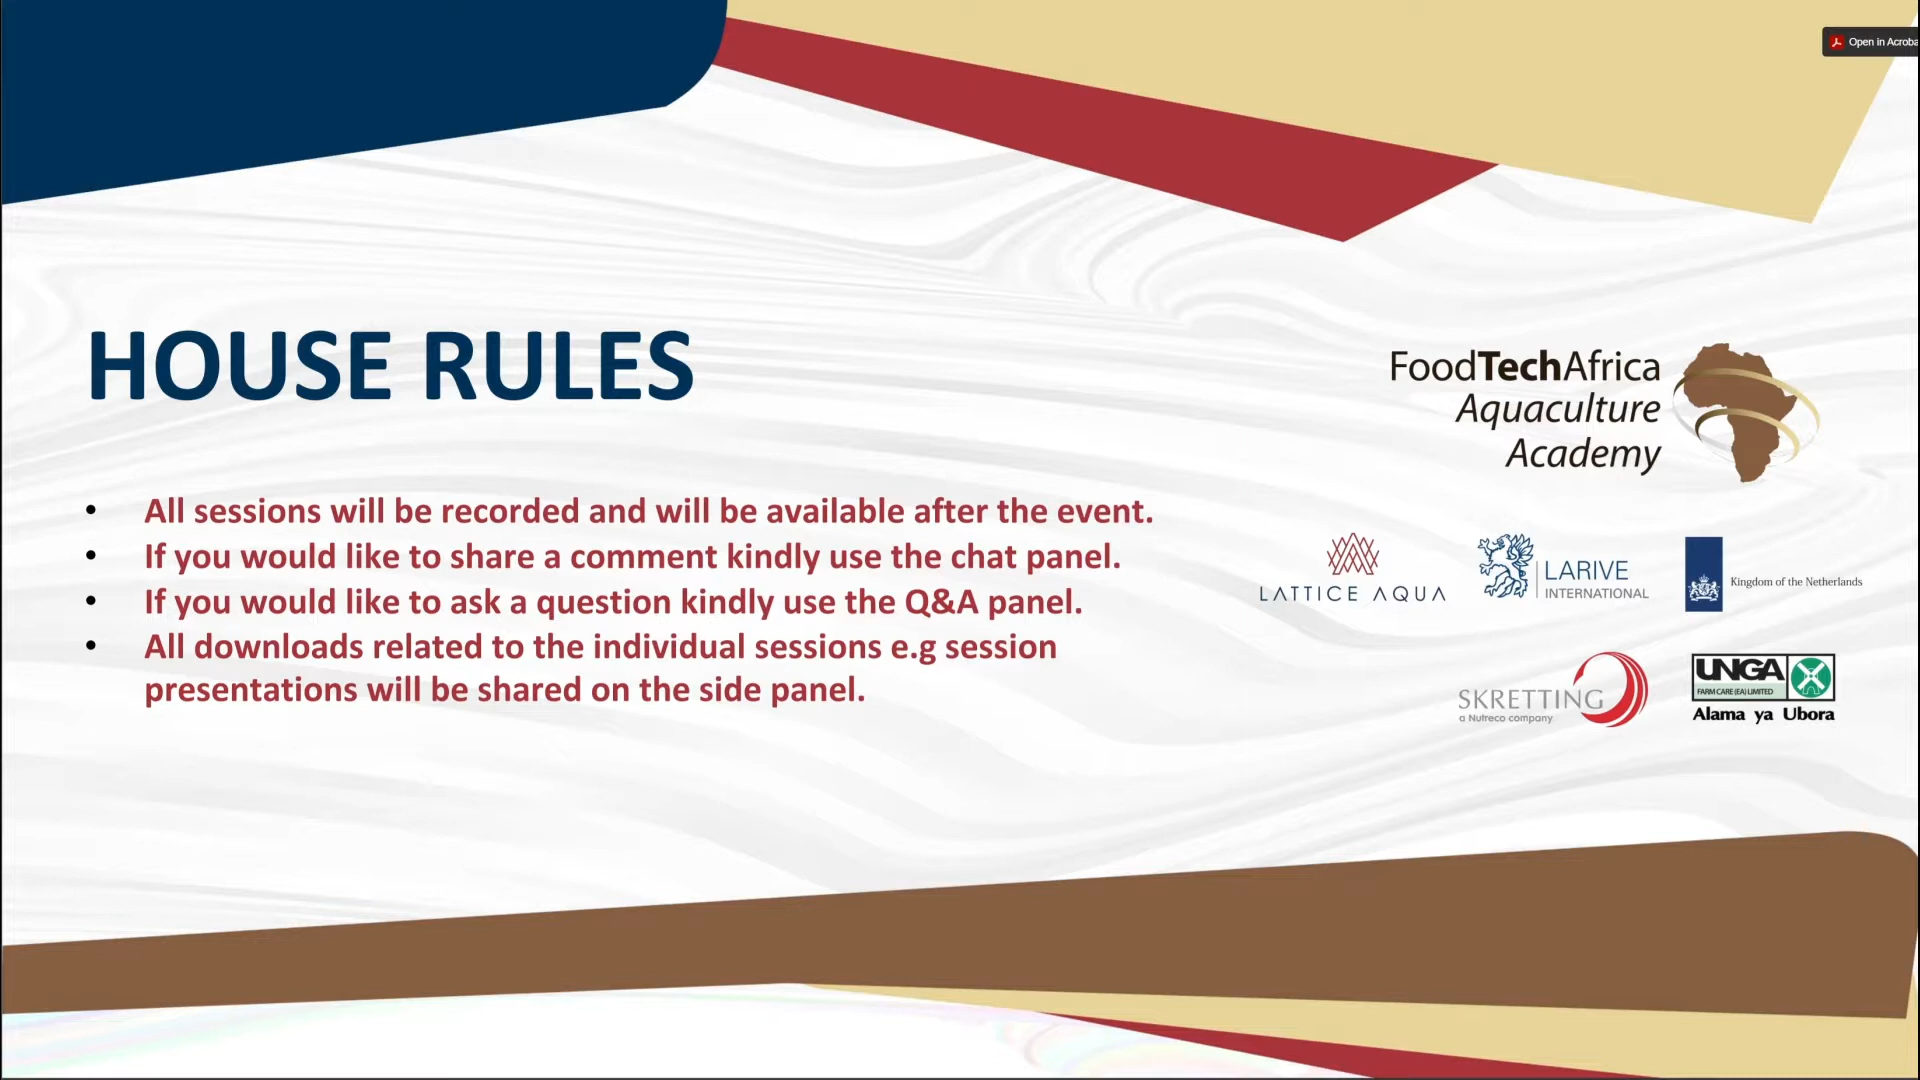 Open in Acroba
HOUSE RULES
• All sessions will be recorded and will be available after the event.
• If you would like to share a comment kindly use the chat panel.
• If you would like to ask a question kindly use the Q&A panel.
• All downloads related to the individual sessions e.g session
presentations will be shared on the side panel.
FoodTechAfrica
Aquaculture
Academy
LATTICE AQUA
LARIVE
INTERNATIONAL
Kingdom of the Netherlands
SKRETTING
a Nutreco company
UNGA
FARM CARE (EA) LIMITED
Alama ya Ubora